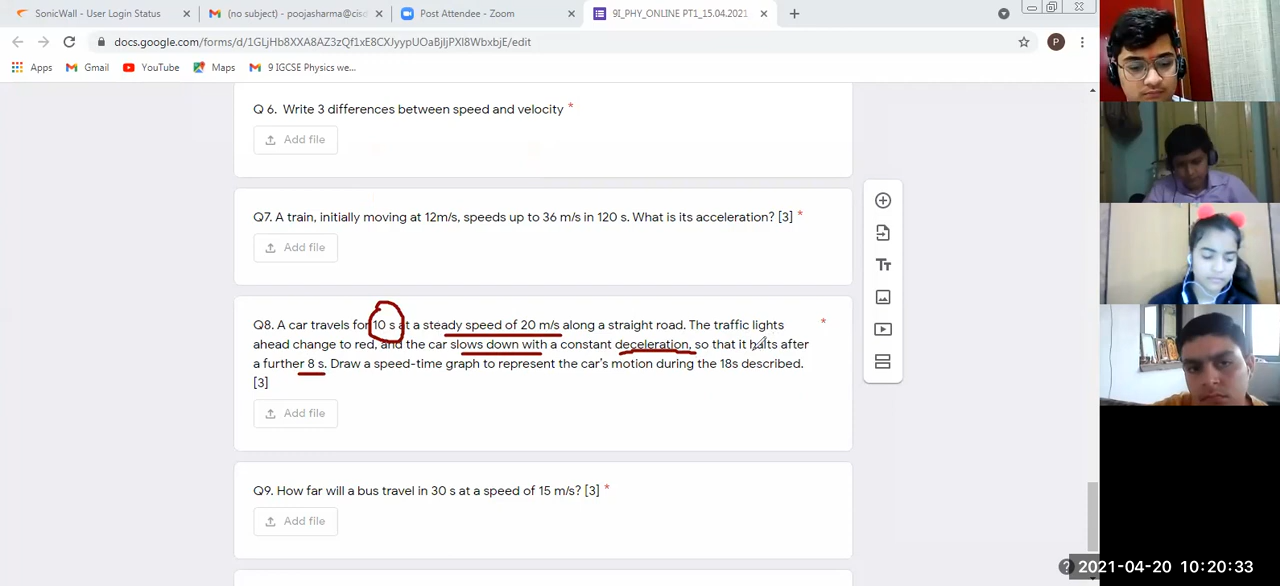 SonicWall - User Login Status
(no subject) - poojasharma@cisd
Post Attendee - Zoom
9I_PHY_ONLINE PT1_15.04.2021
docs.google.com/forms/d/1GLjHb8XXA8AZ3zQf1xE8CXJyypUOaBjljPXl8WbxbjE/edit
P
Apps
Gmail
YouTube
Maps
9 IGCSE Physics we...
Q 6. Write 3 differences between speed and velocity *
Add file
Q7. A train, initially moving at 12m/s, speeds up to 36 m/s in 120 s. What is its acceleration? [3] *
Add file
Q8. A car travels for 10 s at a steady speed of 20 m/s along a straight road. The traffic lights *
ahead change to red, and the car slows down with a constant deceleration, so that it halts after
a further 8 s. Draw a speed-time graph to represent the car's motion during the 18s described.
[3]
Add file
Q9. How far will a bus travel in 30 s at a speed of 15 m/s? [3] *
Add file
2021-04-20 10:20:33